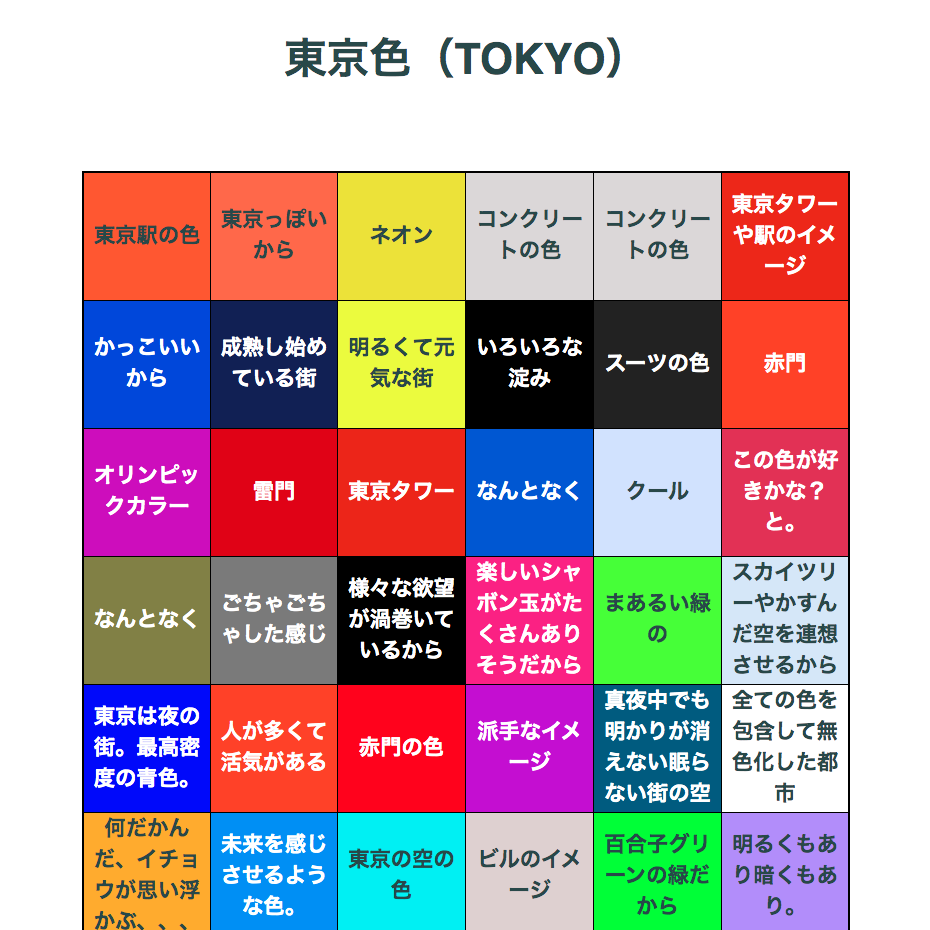 東京色（TOKYO）
東京駅の色
東京っぽい
から
ネオン
コンクリー
トの色
コンクリー
トの色
東京タワー
や駅のイメ
ージ
かっこいい
から
成熟し始め
ている街
明るくて元
気な街
いろいろな
淀み
スーツの色
赤門
オリンピッ
クカラー
雷門
東京タワー
なんとなく
クール
この色が好
きかな？
と。
なんとなく
ごちゃごち
ゃした感じ
様々な欲望
が渦巻いて
いるから
楽しいシャ
ボン玉がた
くさんあり
そうだから
まあるい緑
の
スカイツリ
ーやかすん
だ空を連想
させるから
東京は夜の
街。最高密
度の青色。
人が多くて
活気がある
赤門の色
派手なイメ
ージ
真夜中でも
明かりが消
えない眠ら
ない街の空
全ての色を
包含して無
色化した都
市
何だかん
だ、イチョ
ウが思い浮
かぶ、、、
未来を感じ
させるよう
な色。
東京の空の
色
ビルのイメ
ージ
百合子グリ
ーンの緑だ
から
明るくもあ
り暗くもあ
り。